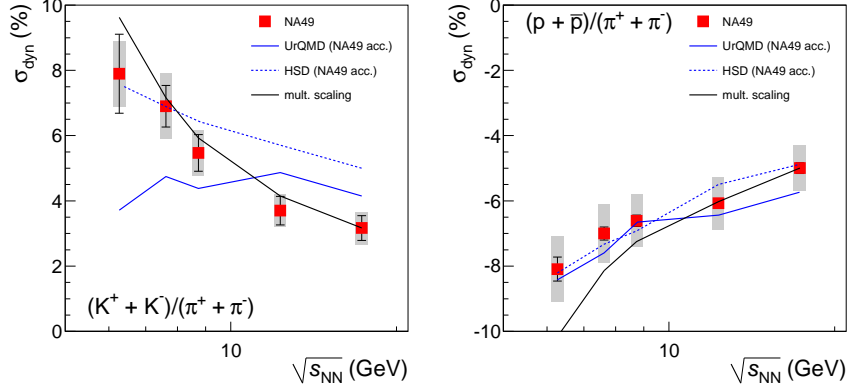 σdyn (%)
10
8
6
4
2
0
NA49
UrQMD (NA49 acc.)
HSD (NA49 acc.)
mult. scaling
(K⁺ + K⁻)/(π⁺ + π⁻)
10
√sNN (GeV)
σdyn (%)
-0
-2
-4
-6
-8
-10
(p + p̄)/(π⁺ + π⁻)
NA49
UrQMD (NA49 acc.)
HSD (NA49 acc.)
mult. scaling
10
√sNN (GeV)